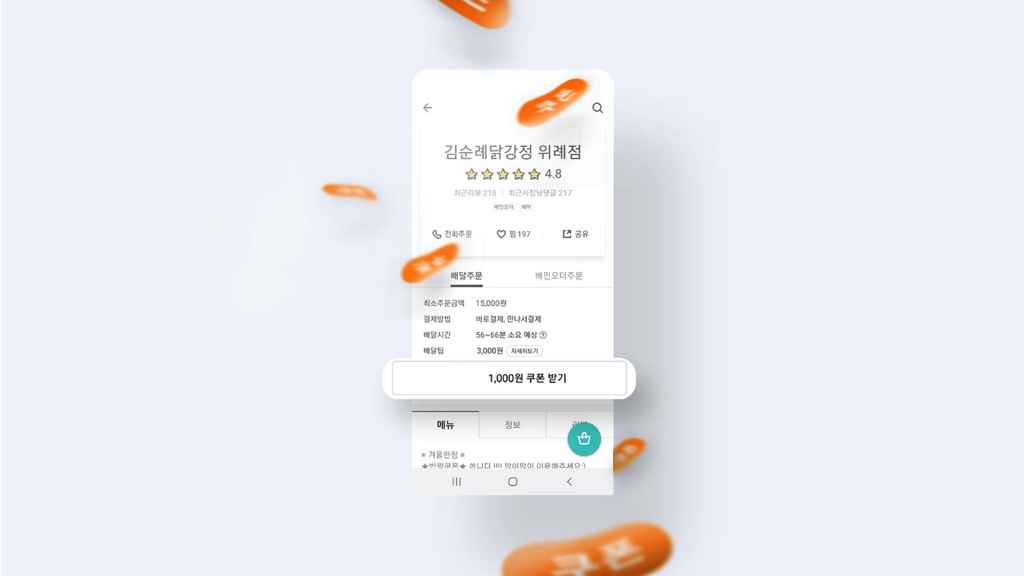 쿠폰
김순례닭강정 위례점
4.8
최근리뷰 218 | 최근사장님댓글 217
배민오더 예약
전화주문 찜 197 공유
배달주문 배민오더주문
최소주문금액 15,000원
결제방법 바로결제, 만나서결제
배달시간 56~66분 소요 예상 ?
배달팁 3,000원 자세히보기
1,000원 쿠폰 받기
메뉴 정보
※ 겨울한정 ※
쿠폰